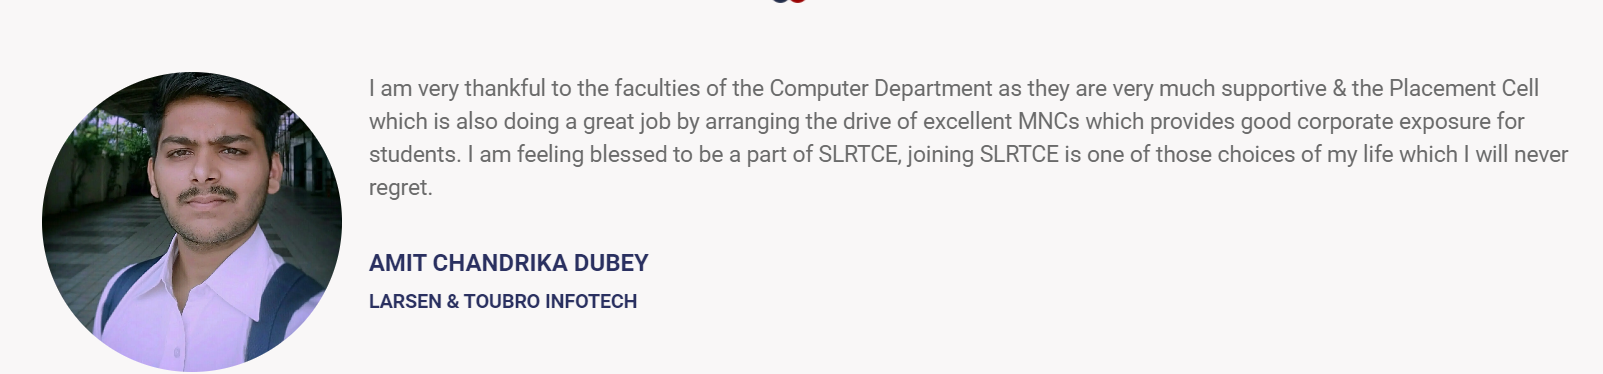 I am very thankful to the faculties of the Computer Department as they are very much supportive & the Placement Cell
which is also doing a great job by arranging the drive of excellent MNCs which provides good corporate exposure for
students. I am feeling blessed to be a part of SLRTCE, joining SLRTCE is one of those choices of my life which I will never
regret.
AMIT CHANDRIKA DUBEY
LARSEN & TOUBRO INFOTECH